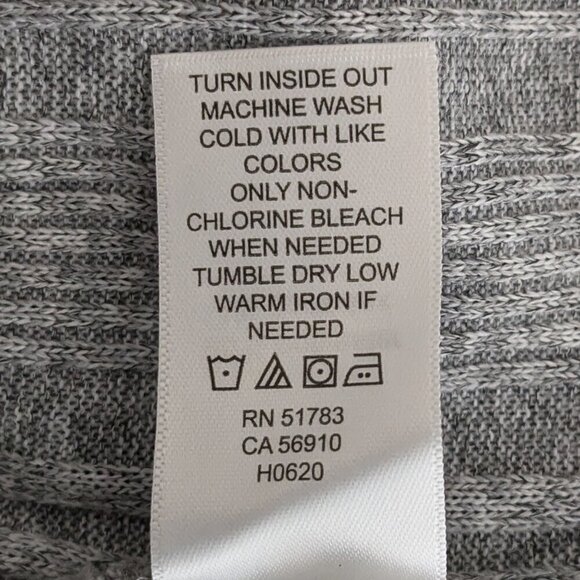 TURN INSIDE OUT
MACHINE WASH
COLD WITH LIKE
COLORS
ONLY NON-
CHLORINE BLEACH
WHEN NEEDED
TUMBLE DRY LOW
WARM IRON IF
NEEDED
RN 51783
CA 56910
H0620